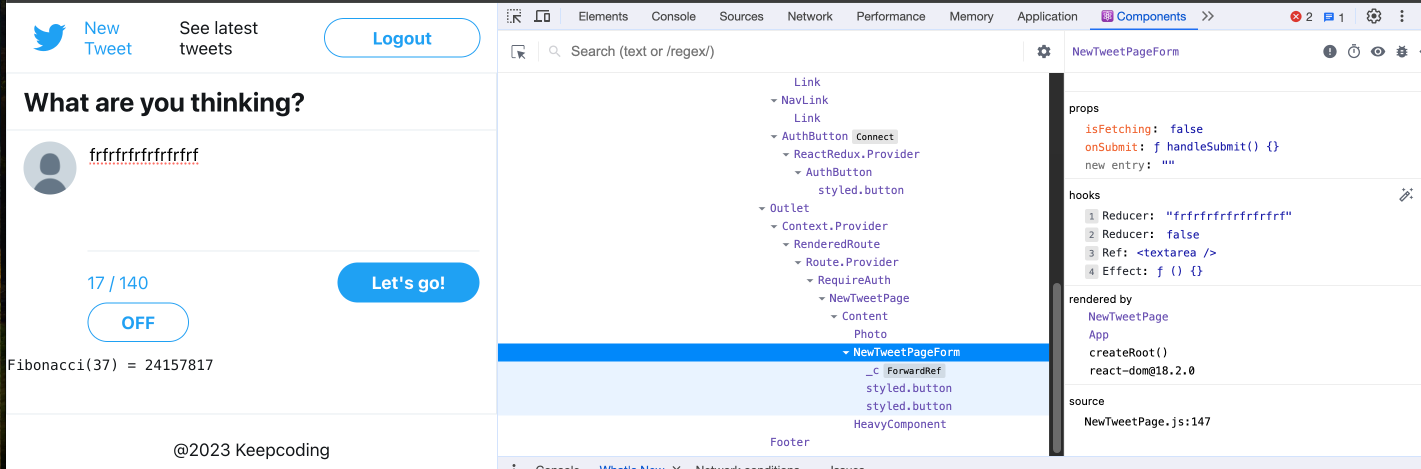 New Tweet
See latest tweets
Logout
What are you thinking?
frfrfrfrfrfrfrfrf
17 / 140
Let's go!
OFF
Fibonacci(37) = 24157817
@2023 Keepcoding
Elements Console Sources Network Performance Memory Application Components 2 1
Search (text or /regex/)
Link
NavLink
Link
AuthButton Connect
ReactRedux.Provider
AuthButton
styled.button
Outlet
Context.Provider
RenderedRoute
Route.Provider
RequireAuth
NewTweetPage
Content
Photo
NewTweetPageForm
_c ForwardRef
styled.button
styled.button
HeavyComponent
Footer
NewTweetPageForm
props
isFetching: false
onSubmit: ƒ handleSubmit() {}
new entry: ""
hooks
1 Reducer: "frfrfrfrfrfrfrfrf"
2 Reducer: false
3 Ref: <textarea />
4 Effect: ƒ () {}
rendered by
NewTweetPage
App
createRoot()
react-dom@18.2.0
source
NewTweetPage.js:147
Console What's New Network conditions Issues